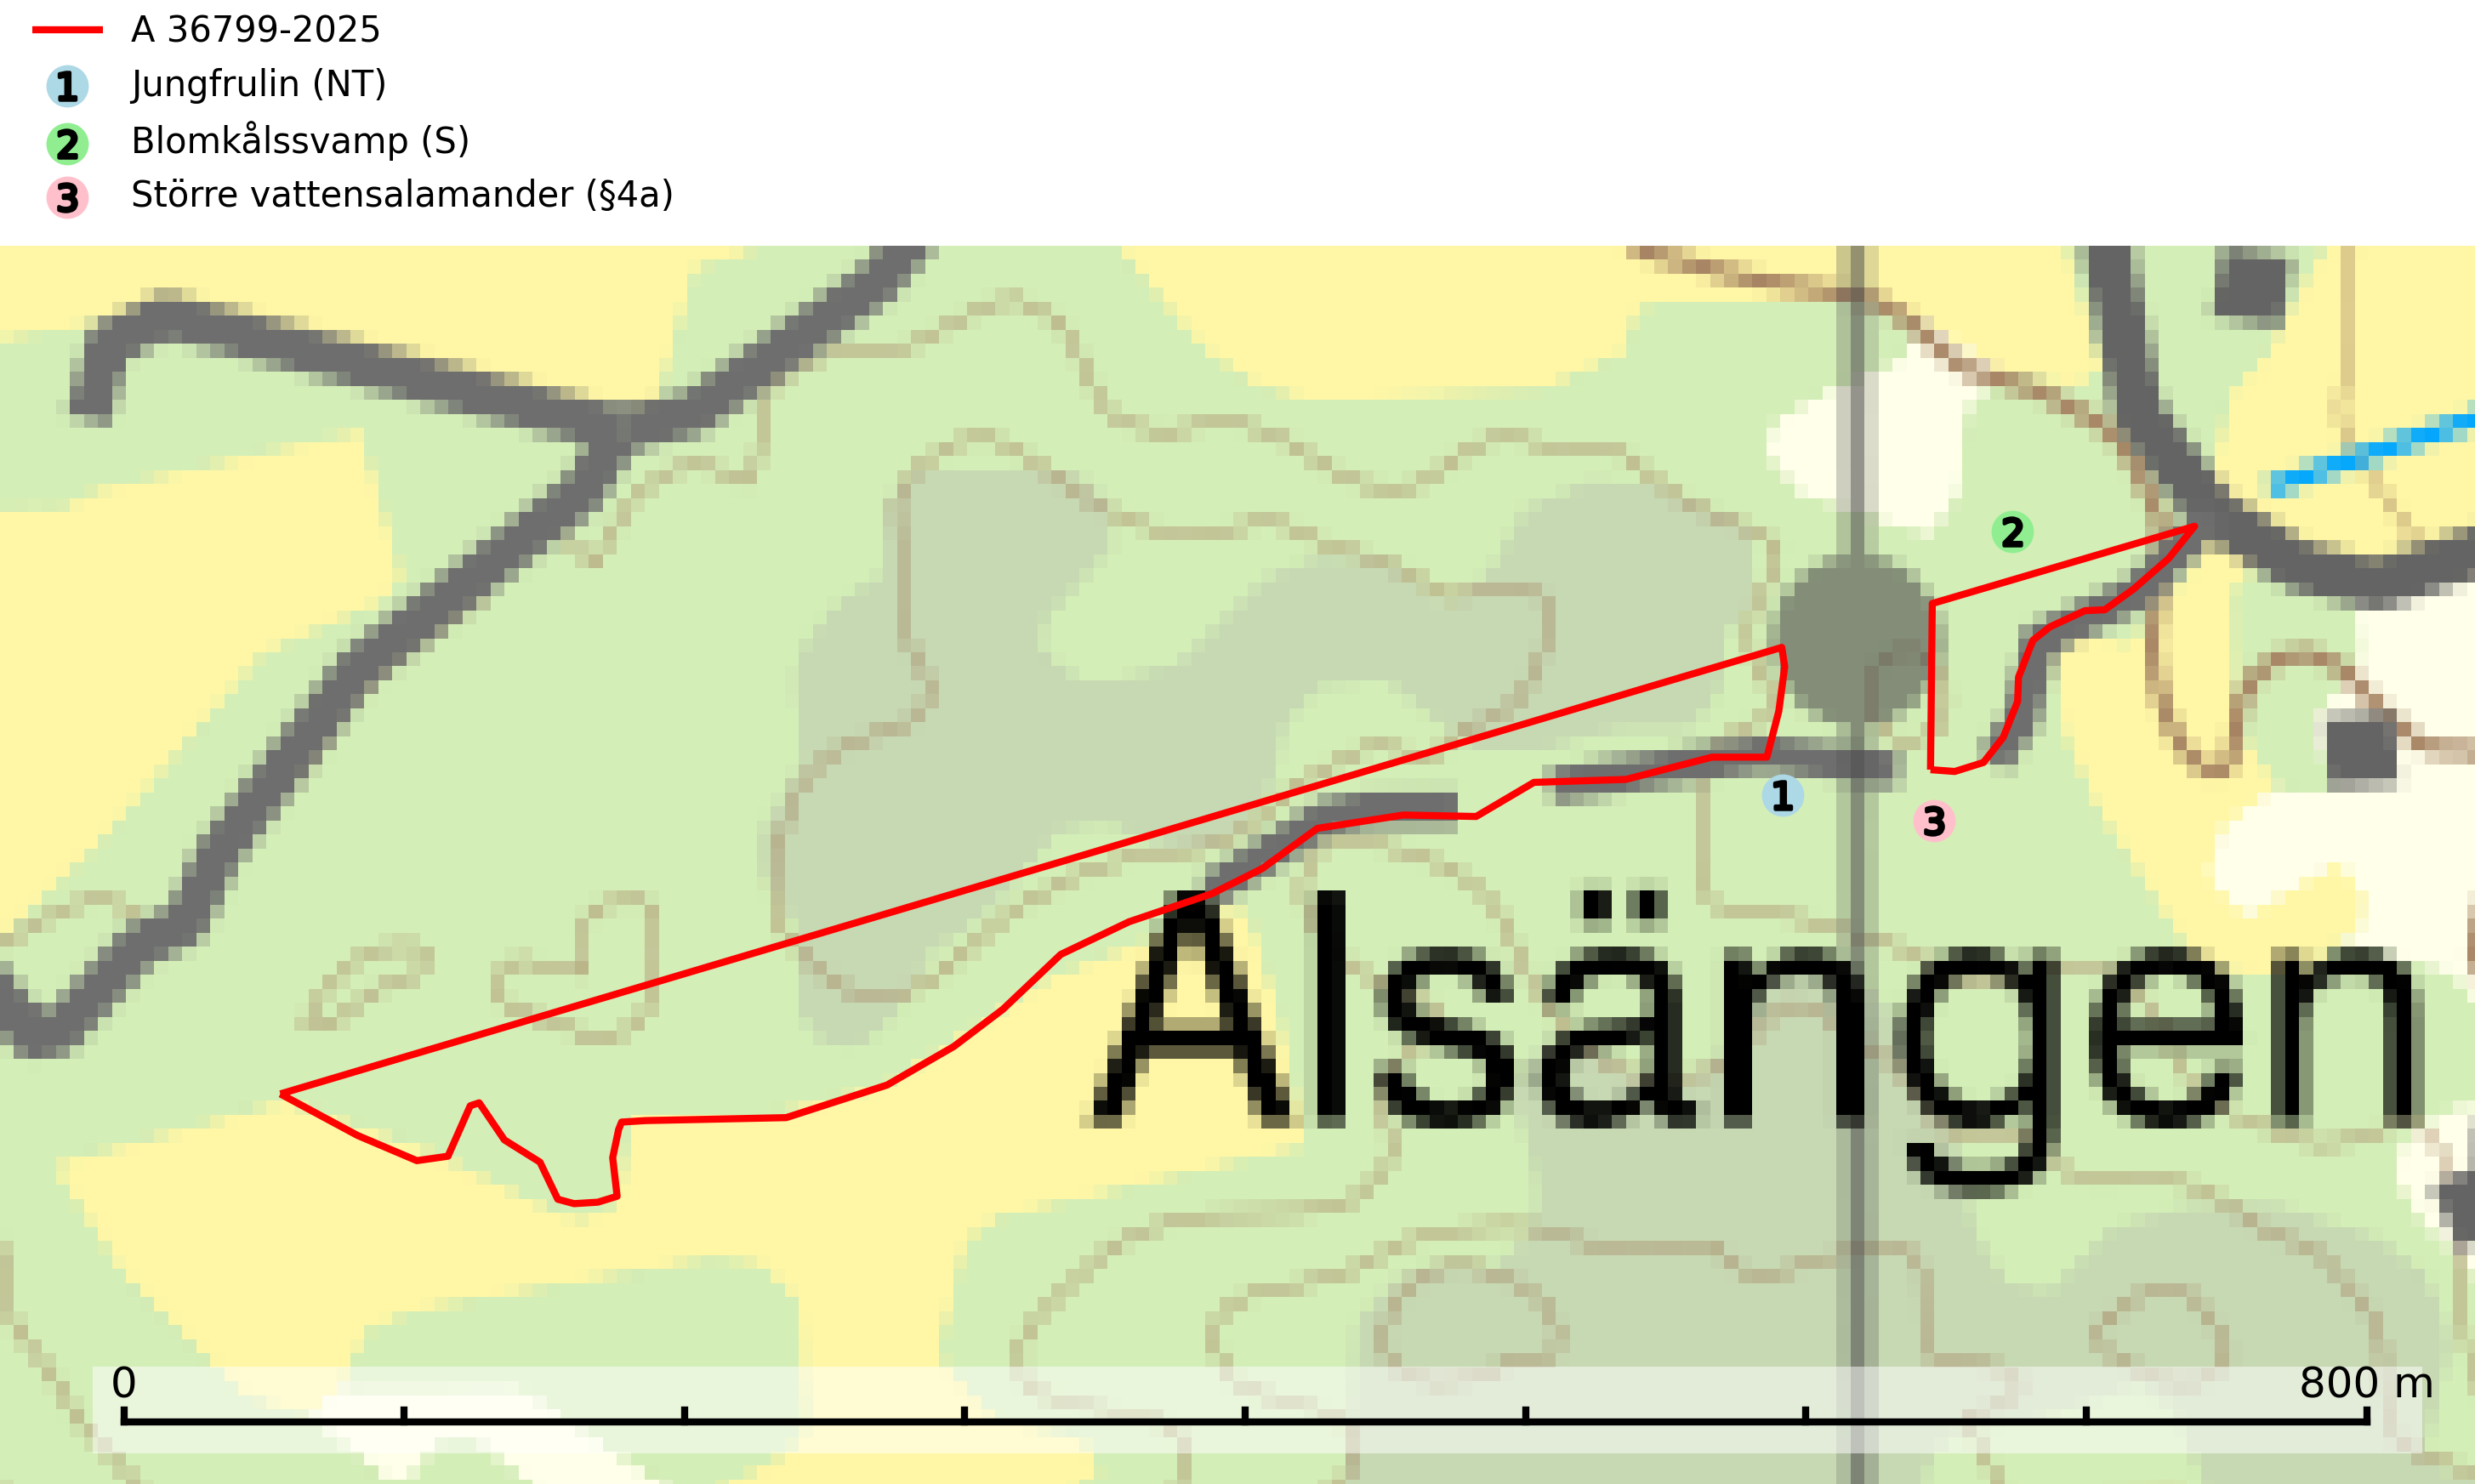 A 36799-2025
1 Jungfrulin (NT)
2 Blomkålssvamp (S)
3 Större vattensalamander (§4a)
2
1
3
Alsängen
0 800 m